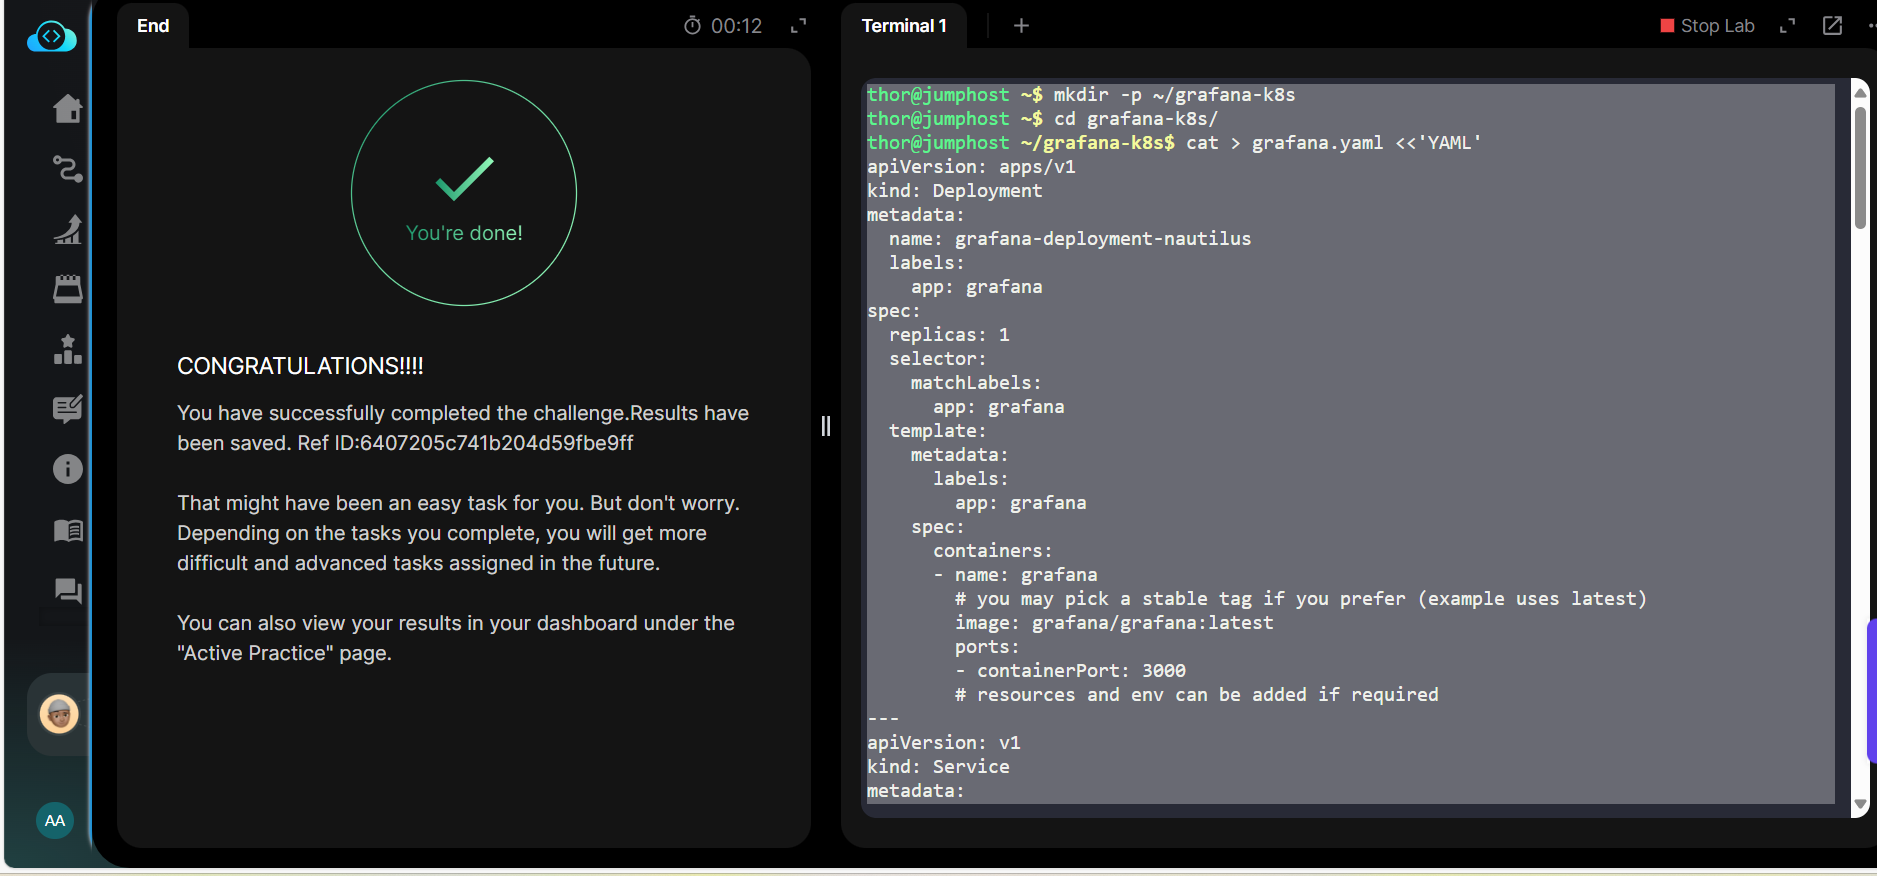 End
00:12
You're done!
CONGRATULATIONS!!!!
You have successfully completed the challenge.Results have
been saved. Ref ID:6407205c741b204d59fbe9ff
That might have been an easy task for you. But don't worry.
Depending on the tasks you complete, you will get more
difficult and advanced tasks assigned in the future.
You can also view your results in your dashboard under the
"Active Practice" page.
AA
Terminal 1
+
Stop Lab
thor@jumphost ~$ mkdir -p ~/grafana-k8s
thor@jumphost ~$ cd grafana-k8s/
thor@jumphost ~/grafana-k8s$ cat > grafana.yaml <<'YAML'
apiVersion: apps/v1
kind: Deployment
metadata:
  name: grafana-deployment-nautilus
  labels:
    app: grafana
spec:
  replicas: 1
  selector:
    matchLabels:
      app: grafana
  template:
    metadata:
      labels:
        app: grafana
    spec:
      containers:
      - name: grafana
        # you may pick a stable tag if you prefer (example uses latest)
        image: grafana/grafana:latest
        ports:
        - containerPort: 3000
        # resources and env can be added if required
---
apiVersion: v1
kind: Service
metadata: